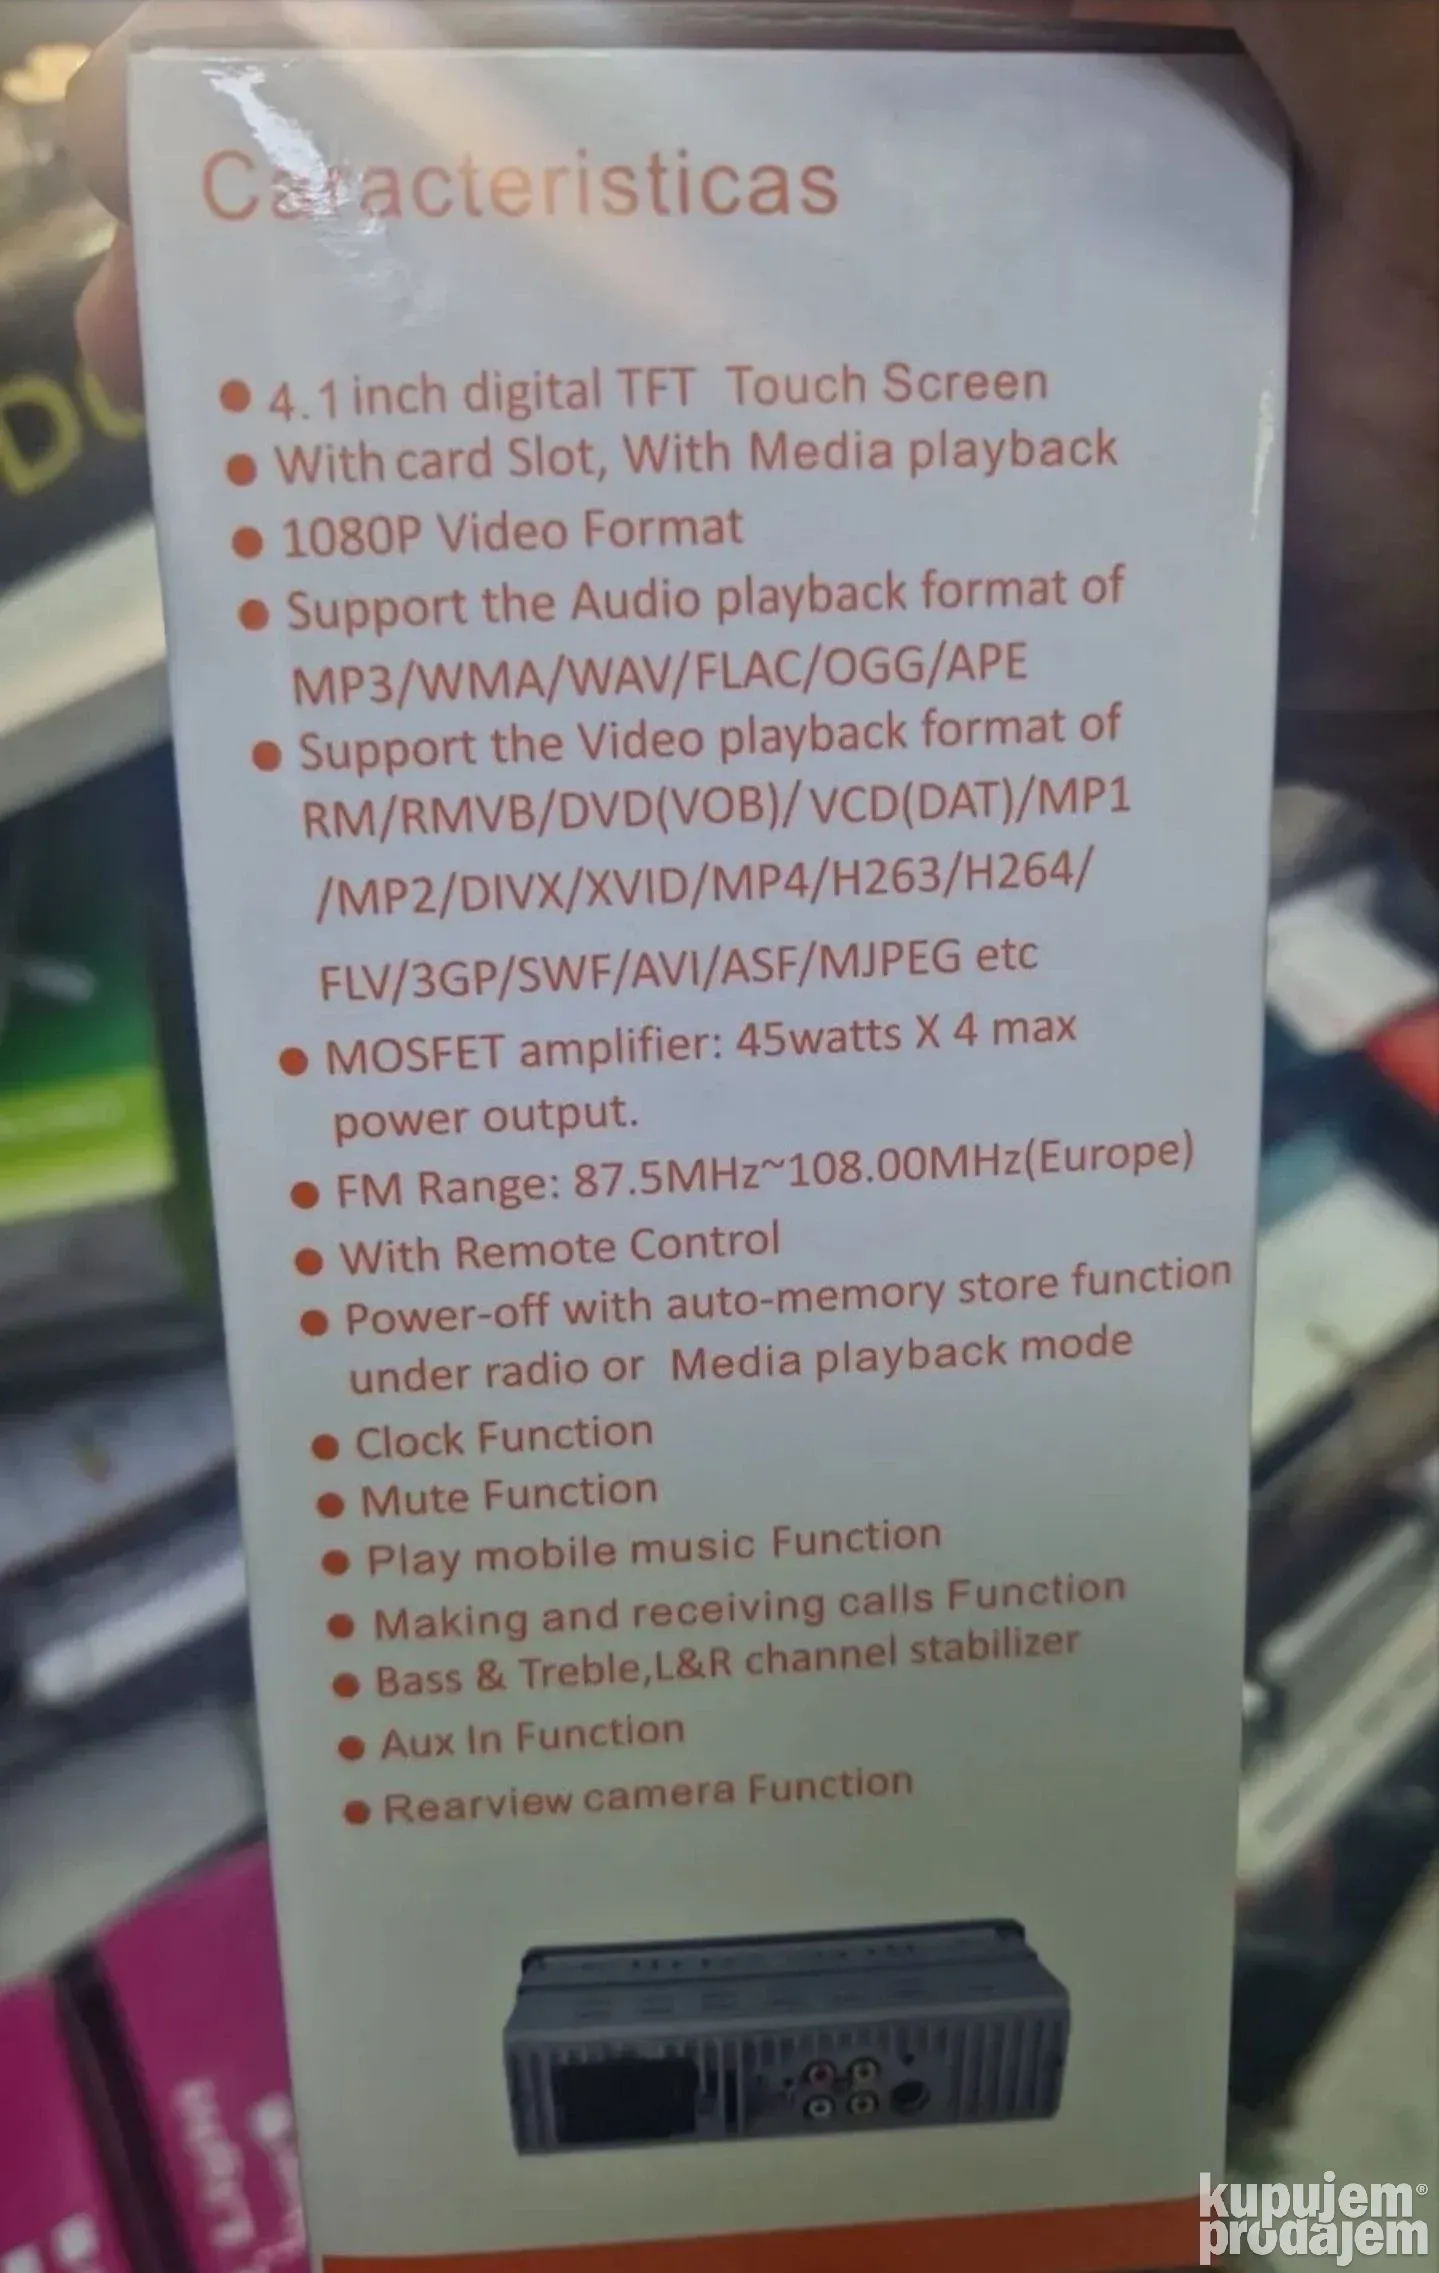 Caracteristicas
● 4.1 inch digital TFT Touch Screen
● With card Slot, With Media playback
● 1080P Video Format
● Support the Audio playback format of
MP3/WMA/WAV/FLAC/OGG/APE
● Support the Video playback format of
RM/RMVB/DVD(VOB)/ VCD(DAT)/MP1
/MP2/DIVX/XVID/MP4/H263/H264/
FLV/3GP/SWF/AVI/ASF/MJPEG etc
● MOSFET amplifier: 45watts X 4 max
power output.
● FM Range: 87.5MHz~108.00MHz(Europe)
● With Remote Control
● Power-off with auto-memory store function
under radio or Media playback mode
● Clock Function
● Mute Function
● Play mobile music Function
● Making and receiving calls Function
● Bass & Treble,L&R channel stabilizer
● Aux In Function
● Rearview camera Function
kupujem®
prodajem